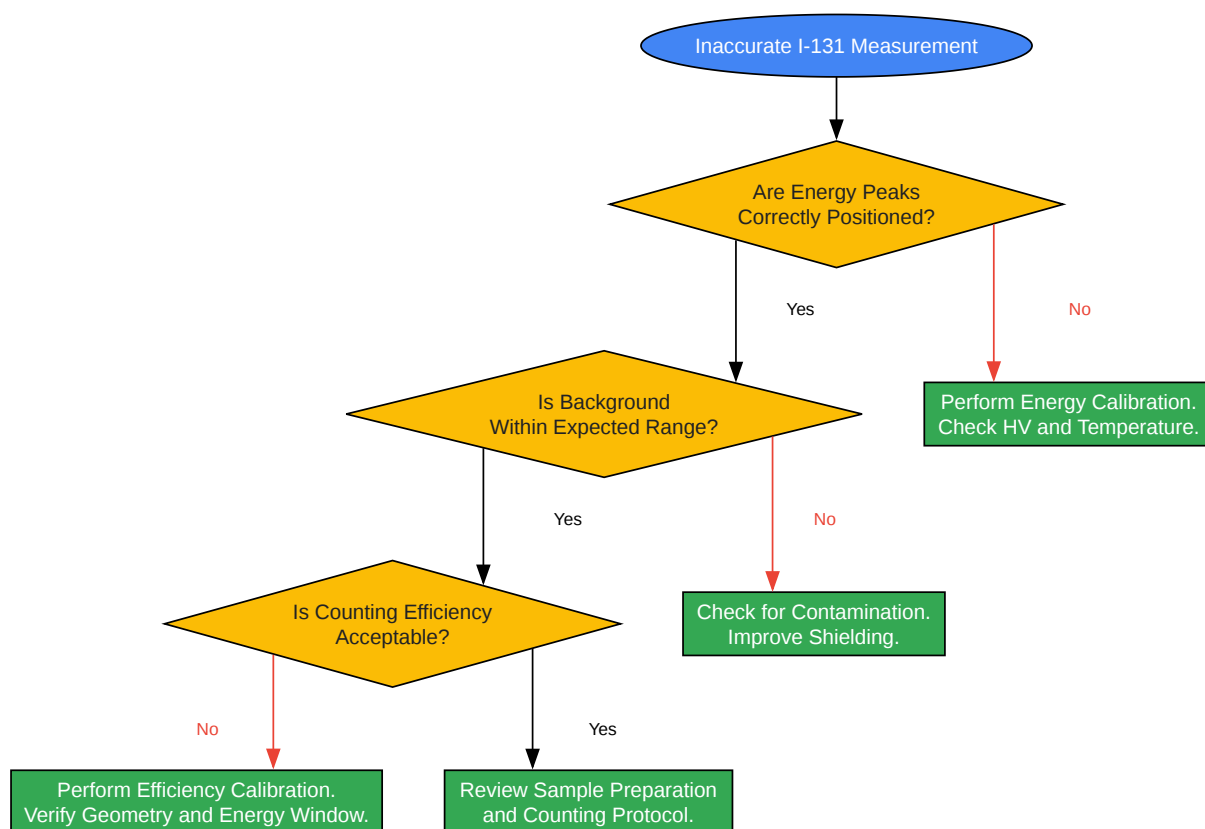 Inaccurate I-131 Measurement
Are Energy Peaks
Correctly Positioned?
Yes
No
Is Background
Within Expected Range?
Perform Energy Calibration.
Check HV and Temperature.
Yes
No
Is Counting Efficiency
Acceptable?
Check for Contamination.
Improve Shielding.
No
Yes
Perform Efficiency Calibration.
Verify Geometry and Energy Window.
Review Sample Preparation
and Counting Protocol.